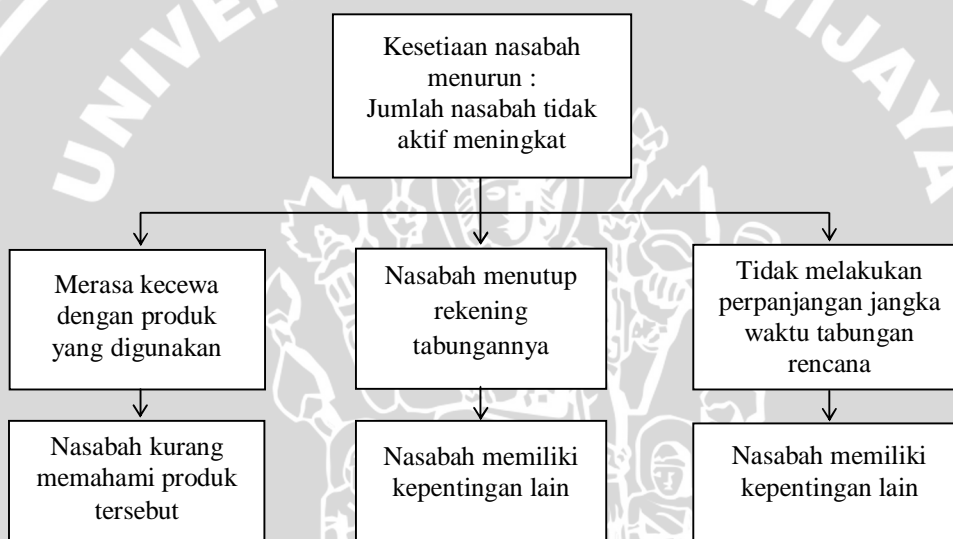 UNIVER
WIJAYA
Kesetiaan nasabah
menurun :
Jumlah nasabah tidak
aktif meningkat
Merasa kecewa
dengan produk
yang digunakan
Nasabah menutup
rekening
tabungannya
Tidak melakukan
perpanjangan jangka
waktu tabungan
rencana
Nasabah kurang
memahami produk
tersebut
Nasabah memiliki
kepentingan lain
Nasabah memiliki
kepentingan lain